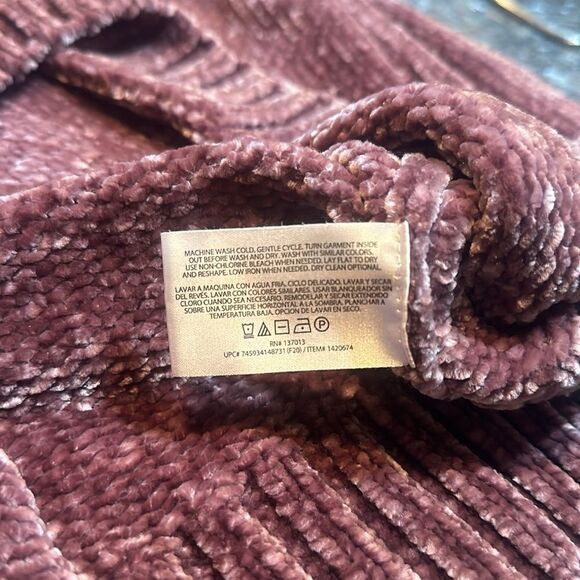 MACHINE WASH COLD, GENTLE CYCLE. TURN GARMENT INSIDE
OUT BEFORE WASH AND DRY. WASH WITH SIMILAR COLORS.
USE NON-CHLORINE BLEACH WHEN NEEDED. LAY FLAT TO DRY
AND RESHAPE. LOW IRON WHEN NEEDED. DRY CLEAN OPTIONAL.
LAVAR A MAQUINA CON AGUA FRIA, CICLO DELICADO. LAVAR Y SECAR
DEL REVÉS. LAVAR CON COLORES SIMILARES. USAR BLANQUEADOR SIN
CLORO CUANDO SEA NECESARIO. REMODELAR Y SECAR EXTENDIDO
SOBRE UNA SUPERFICIE HORIZONTAL A LA SOMBRA. PLANCHAR A
TEMPERATURA BAJA. OPCION DE LAVAR EN SECO.
P
RN# 137013
UPC# 745934148731 (F20) / ITEM# 1420674